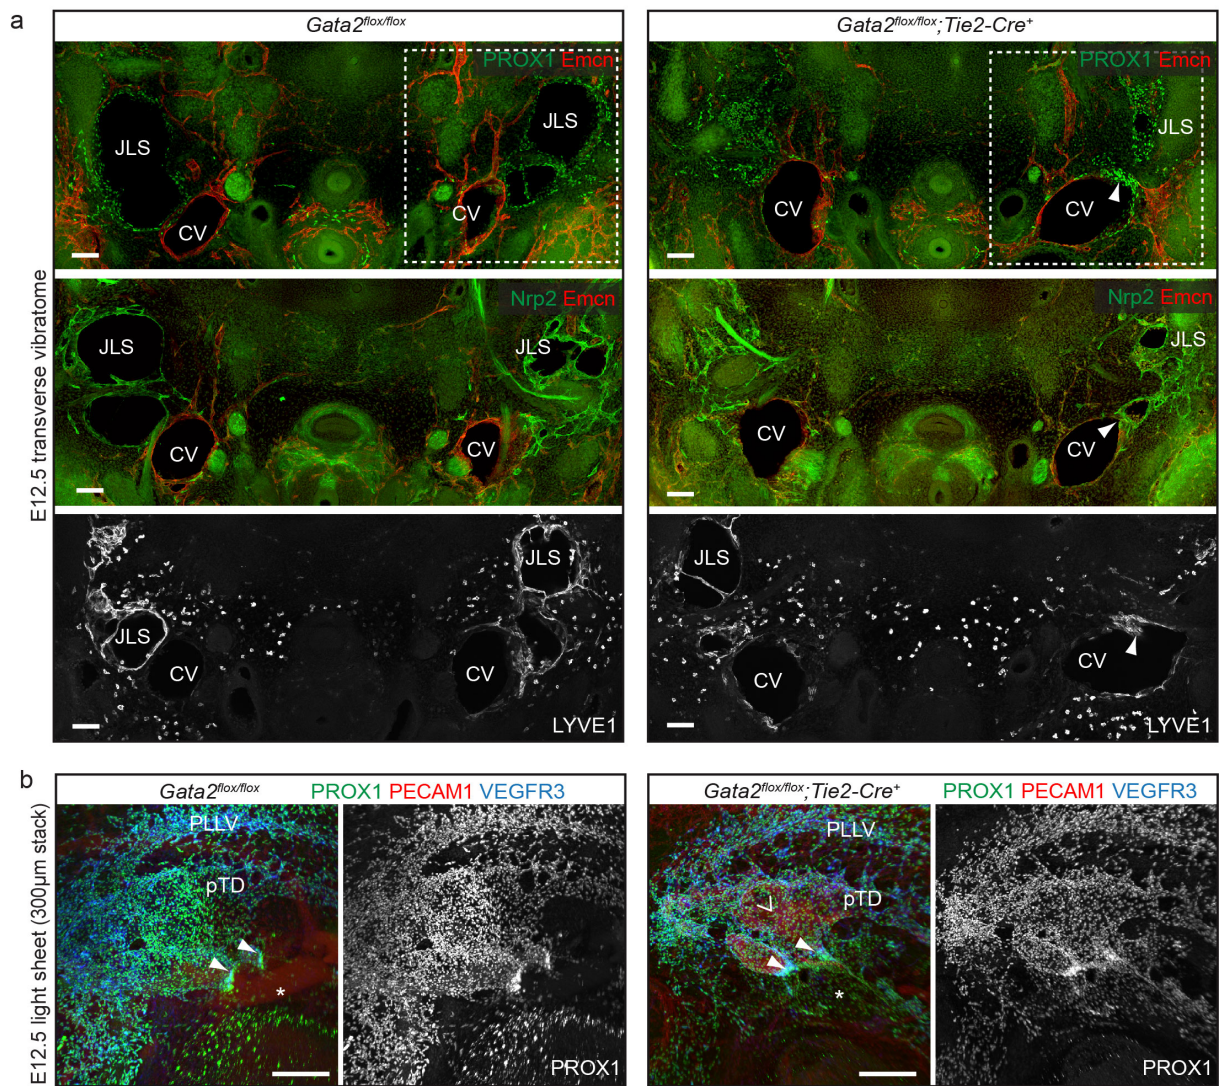 a
Gata2flox/flox
Gata2flox/flox;Tie2-Cre+
E12.5 transverse vibratome
PROX1 Emcn
JLS
JLS
CV
CV
PROX1 Emcn
JLS
CV
CV
Nrp2 Emcn
JLS
JLS
CV
CV
Nrp2 Emcn
JLS
CV
CV
JLS
JLS
CV
CV
LYVE1
JLS
CV
CV
LYVE1
b
E12.5 light sheet (300µm stack)
Gata2flox/flox PROX1 PECAM1 VEGFR3
PLLV
pTD
*
PROX1
Gata2flox/flox;Tie2-Cre+ PROX1 PECAM1 VEGFR3
PLLV
pTD
*
PROX1